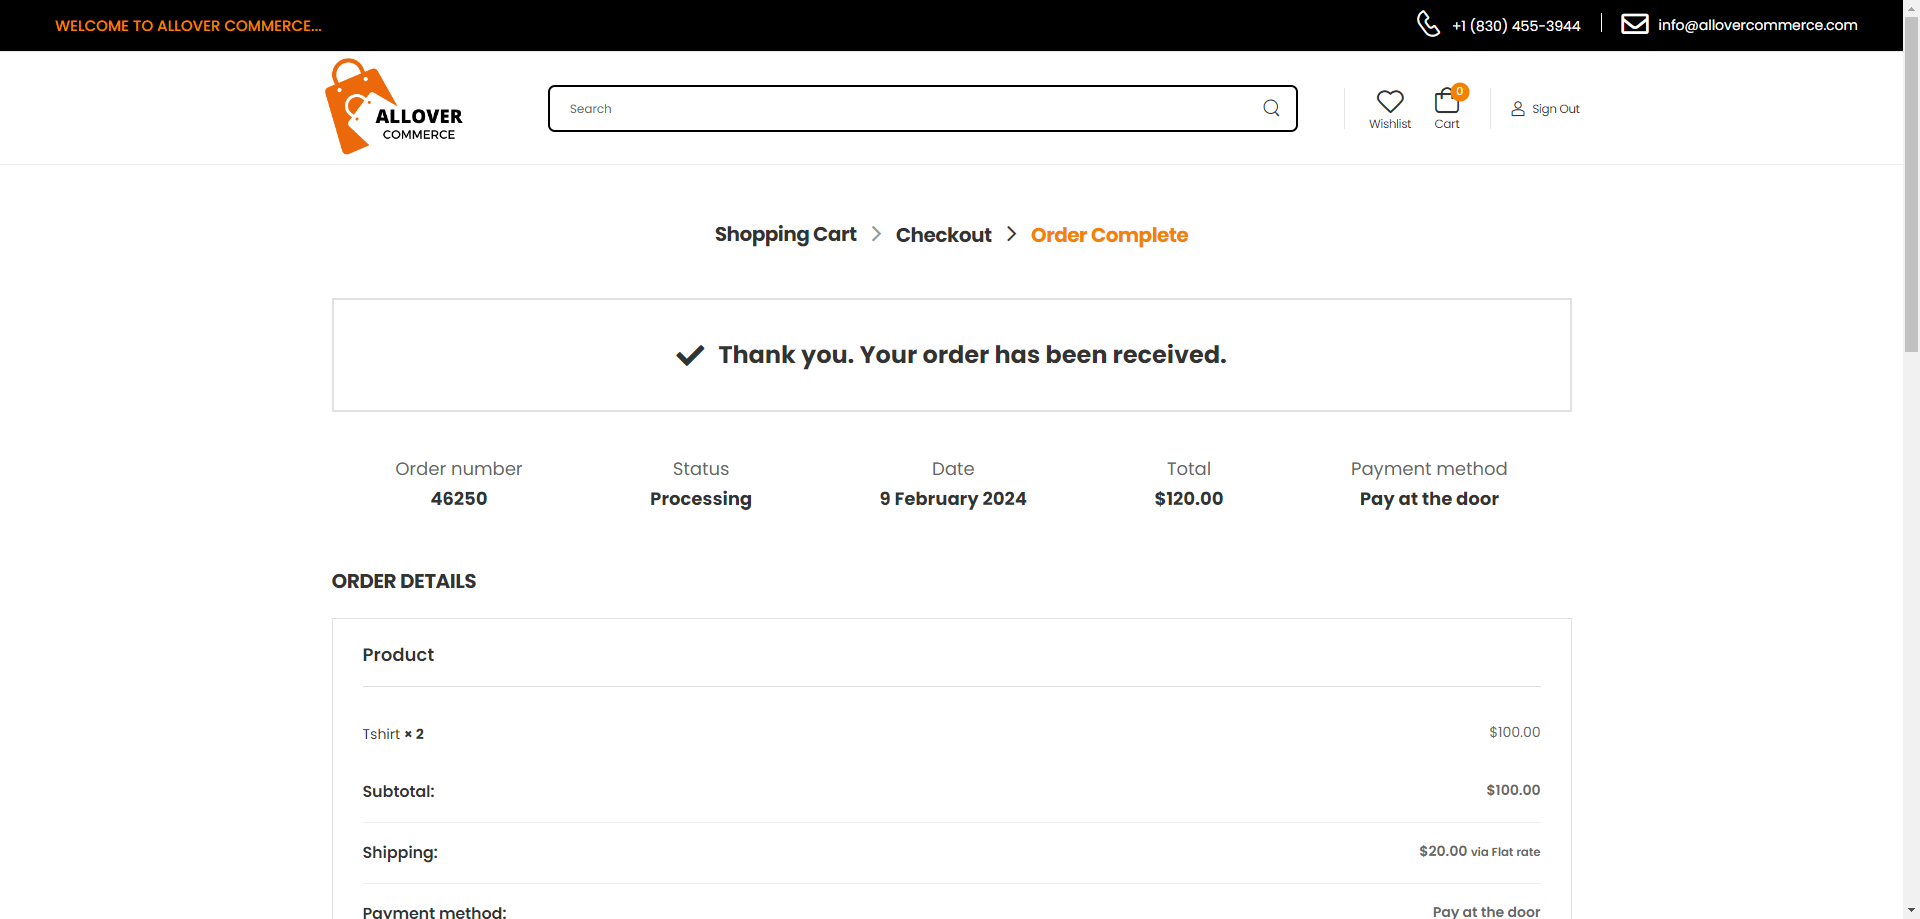 WELCOME TO ALLOVER COMMERCE...
+1 (830) 455-3944
info@allovercommerce.com
ALLOVER
COMMERCE
Search
Wishlist
0
Cart
Sign Out
Shopping Cart
Checkout
Order Complete
Thank you. Your order has been received.
Order number
46250
Status
Processing
Date
9 February 2024
Total
$120.00
Payment method
Pay at the door
ORDER DETAILS
Product
Tshirt × 2 $100.00
Subtotal: $100.00
Shipping: $20.00 via Flat rate
Payment method: Pay at the door